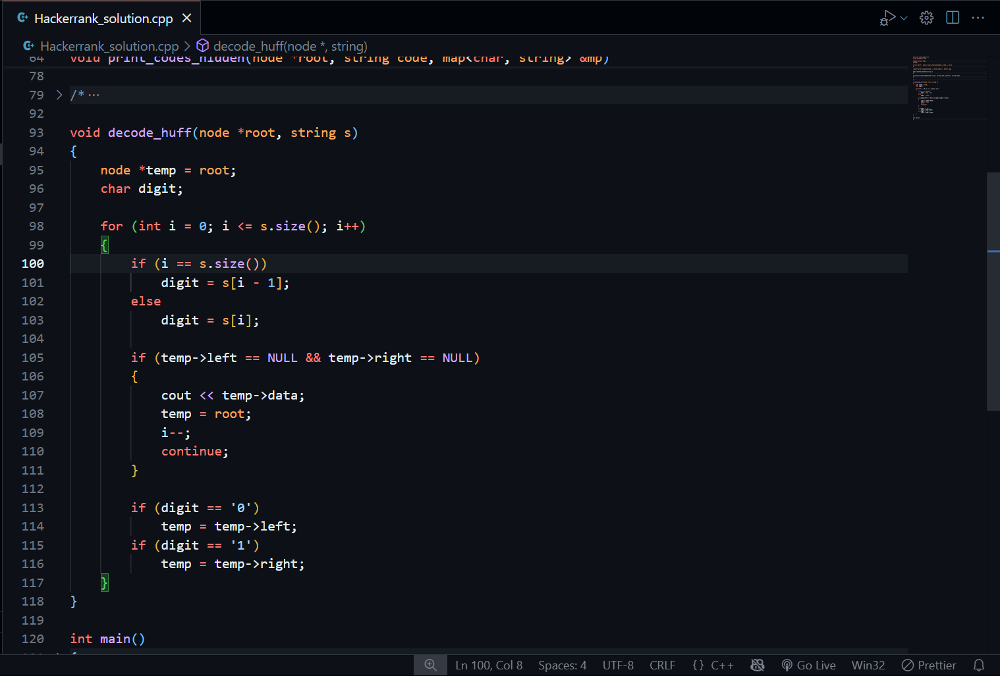 Hackerrank_solution.cpp
Hackerrank_solution.cpp > decode_huff(node *, string)
64 void print_codes_hidden(node *root, string code, map<char, string> &mp)
78
79 /* ...
92
93 void decode_huff(node *root, string s)
94 {
95     node *temp = root;
96     char digit;
97
98     for (int i = 0; i <= s.size(); i++)
99     {
100         if (i == s.size())
101             digit = s[i - 1];
102         else
103             digit = s[i];
104
105         if (temp->left == NULL && temp->right == NULL)
106         {
107             cout << temp->data;
108             temp = root;
109             i--;
110             continue;
111         }
112
113         if (digit == '0')
114             temp = temp->left;
115         if (digit == '1')
116             temp = temp->right;
117     }
118 }
119
120 int main()
Ln 100, Col 8 Spaces: 4 UTF-8 CRLF {} C++ Go Live Win32 Prettier